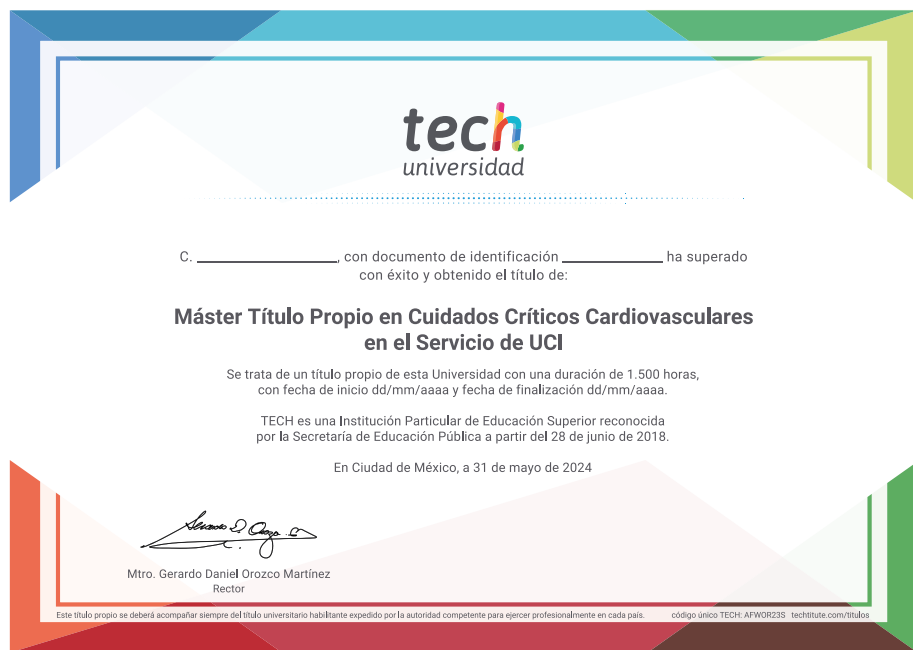 tech
universidad
C. ____________________, con documento de identificación ______________ ha superado
con éxito y obtenido el título de:
Máster Título Propio en Cuidados Críticos Cardiovasculares
en el Servicio de UCI
Se trata de un título propio de esta Universidad con una duración de 1.500 horas,
con fecha de inicio dd/mm/aaaa y fecha de finalización dd/mm/aaaa.
TECH es una Institución Particular de Educación Superior reconocida
por la Secretaría de Educación Pública a partir del 28 de junio de 2018.
En Ciudad de México, a 31 de mayo de 2024
Mtro. Gerardo Daniel Orozco Martínez
Rector
Este título propio se deberá acompañar siempre del título universitario habilitante expedido por la autoridad competente para ejercer profesionalmente en cada país. código único TECH: AFWOR23S techtitute.com/titulos